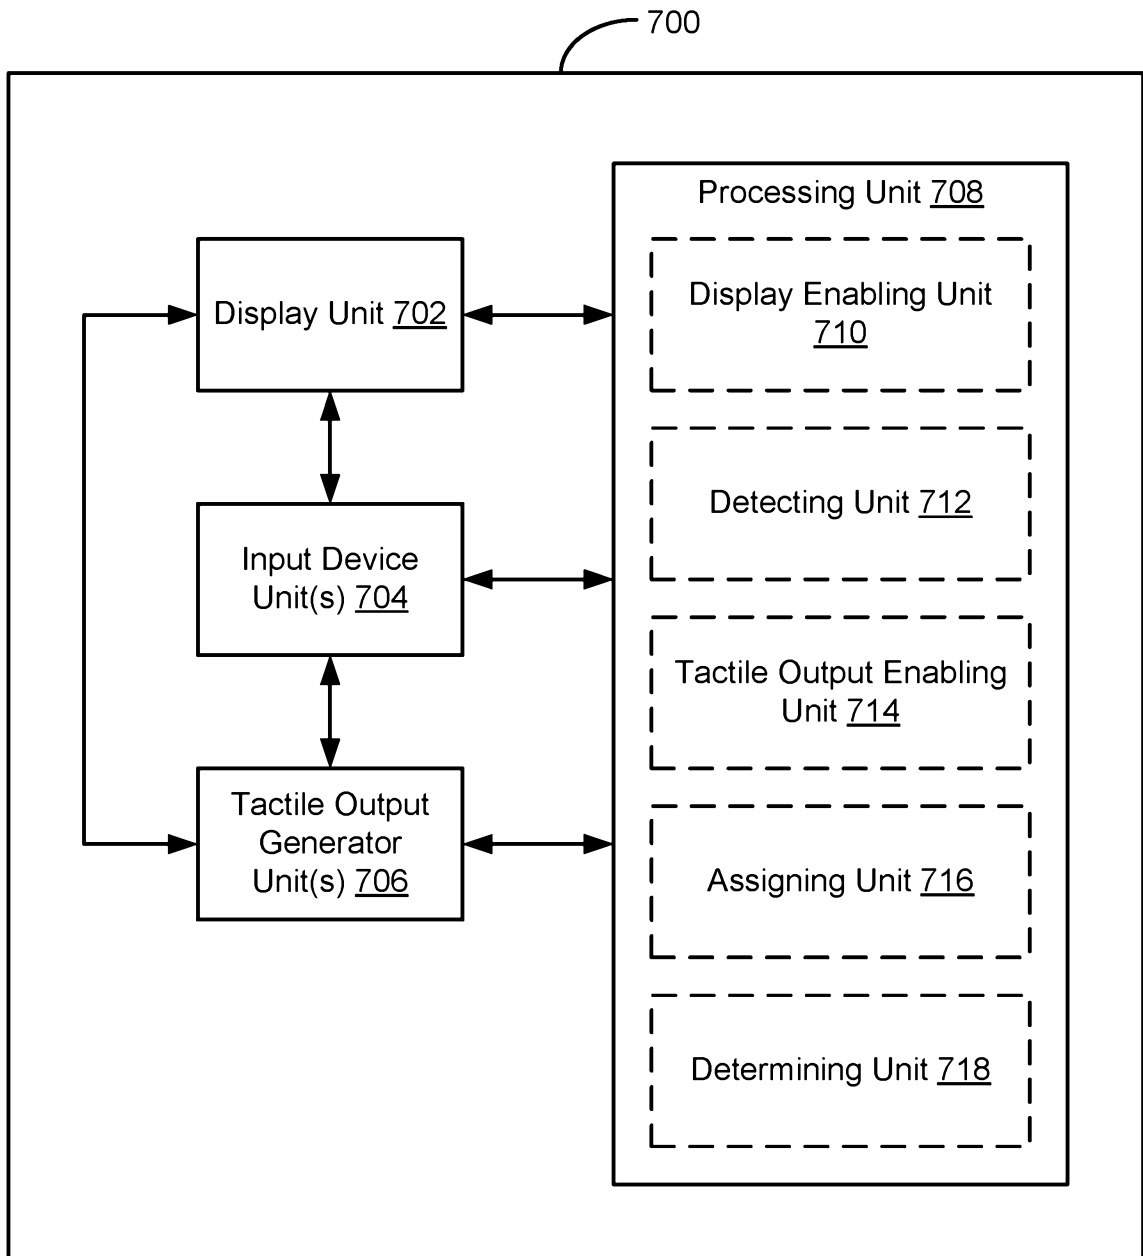 700
Processing Unit 708
Display Enabling Unit
710
Display Unit 702
Detecting Unit 712
Input Device
Unit(s) 704
Tactile Output Enabling
Unit 714
Tactile Output
Generator
Unit(s) 706
Assigning Unit 716
Determining Unit 718